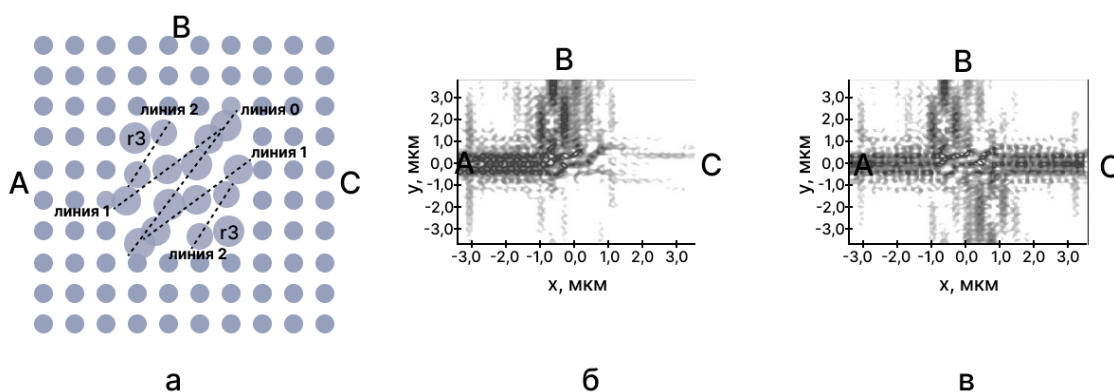 B
линия 2
линия 0
r3
линия 1
A
C
линия 1
r3
линия 2
а
B
3,0
2,0
1,0
0,0
-1,0
-2,0
-3,0
y, мкм
A
C
-3,0 -2,0 -1,0 0,0 1,0 2,0 3,0
x, мкм
б
B
3,0
2,0
1,0
0,0
-1,0
-2,0
-3,0
y, мкм
A
C
-3,0 -2,0 -1,0 0,0 1,0 2,0 3,0
x, мкм
в